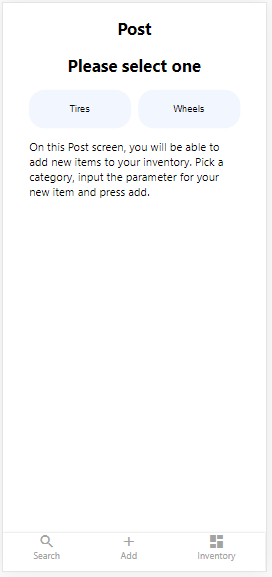 Post
Please select one
Tires Wheels
On this Post screen, you will be able to
add new items to your inventory. Pick a
category, input the parameter for your
new item and press add.
Search Add Inventory